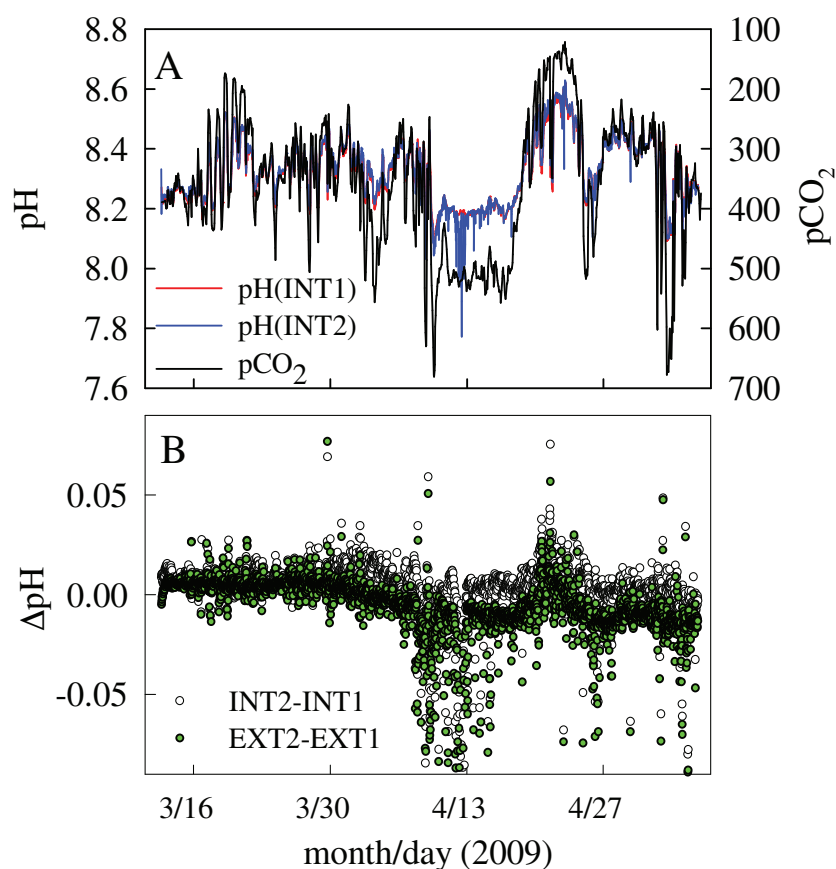 A
pH
8.8
8.6
8.4
8.2
8.0
7.8
7.6
pCO2
100
200
300
400
500
600
700
pH(INT1)
pH(INT2)
pCO2
B
ΔpH
0.05
0.00
-0.05
INT2-INT1
EXT2-EXT1
3/16 3/30 4/13 4/27
month/day (2009)